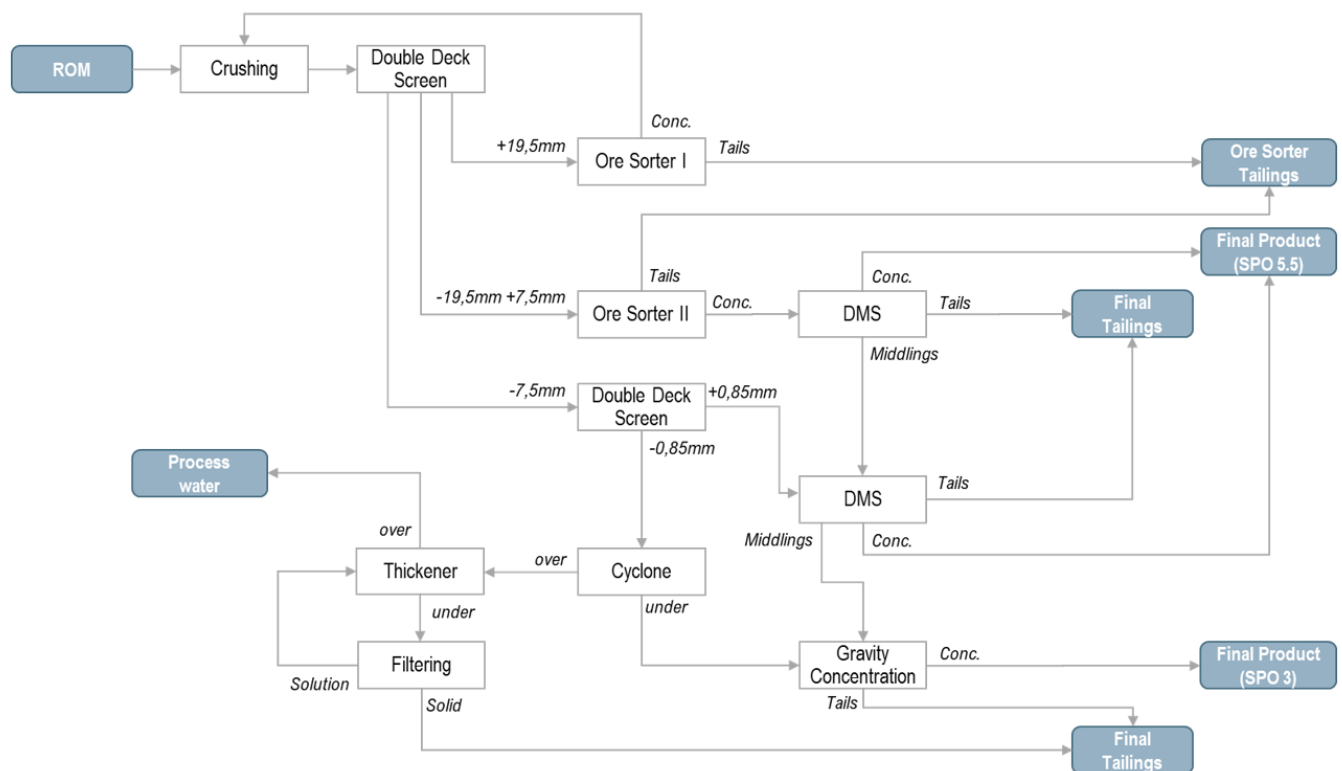 ROM
Crushing
Double Deck
Screen
Conc.
+19,5mm
Ore Sorter I
Tails
Ore Sorter
Tailings
Final Product
(SPO 5.5)
Tails
Conc.
-19,5mm +7,5mm
Ore Sorter II
Conc.
DMS
Tails
Final
Tailings
Middlings
-7,5mm
Double Deck
Screen
+0,85mm
-0,85mm
Process
water
DMS
Tails
over
Middlings
Conc.
Thickener
over
Cyclone
under
under
Filtering
Solution
Solid
Gravity
Concentration
Conc.
Final Product
(SPO 3)
Tails
Final
Tailings